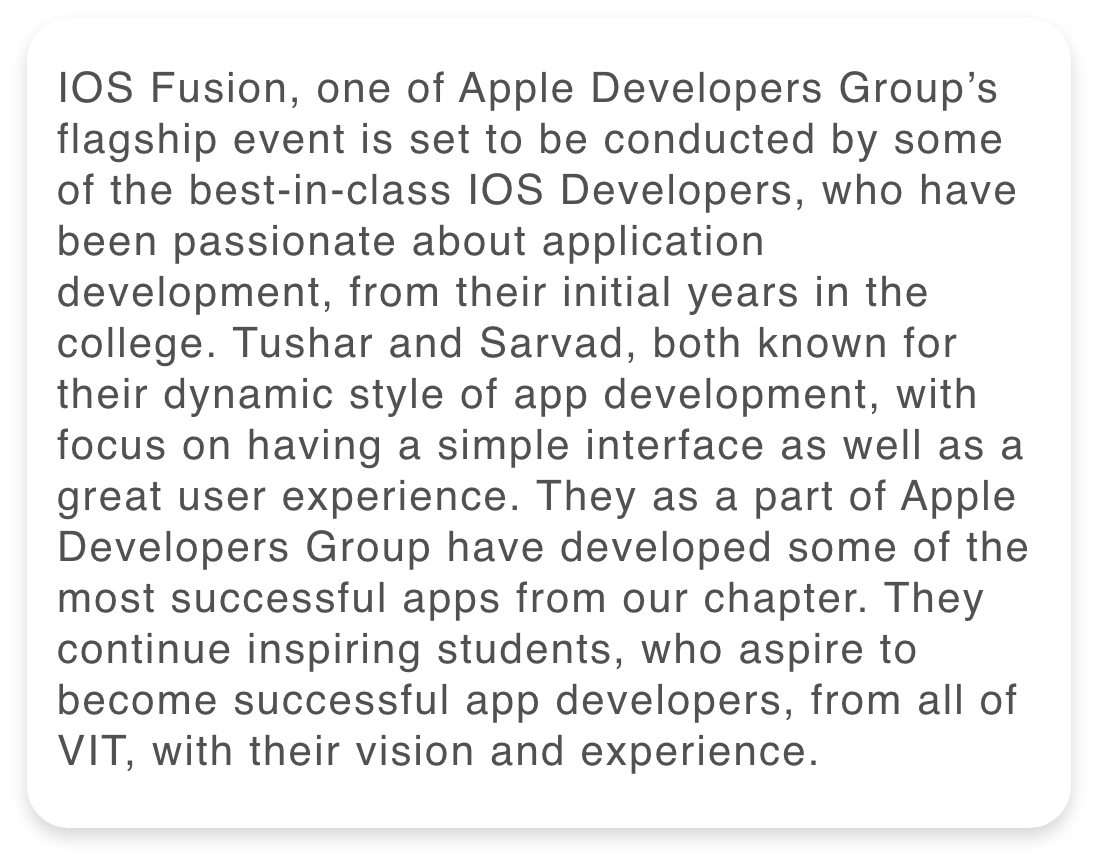 IOS Fusion, one of Apple Developers Group’s
flagship event is set to be conducted by some
of the best-in-class IOS Developers, who have
been passionate about application
development, from their initial years in the
college. Tushar and Sarvad, both known for
their dynamic style of app development, with
focus on having a simple interface as well as a
great user experience. They as a part of Apple
Developers Group have developed some of the
most successful apps from our chapter. They
continue inspiring students, who aspire to
become successful app developers, from all of
VIT, with their vision and experience.